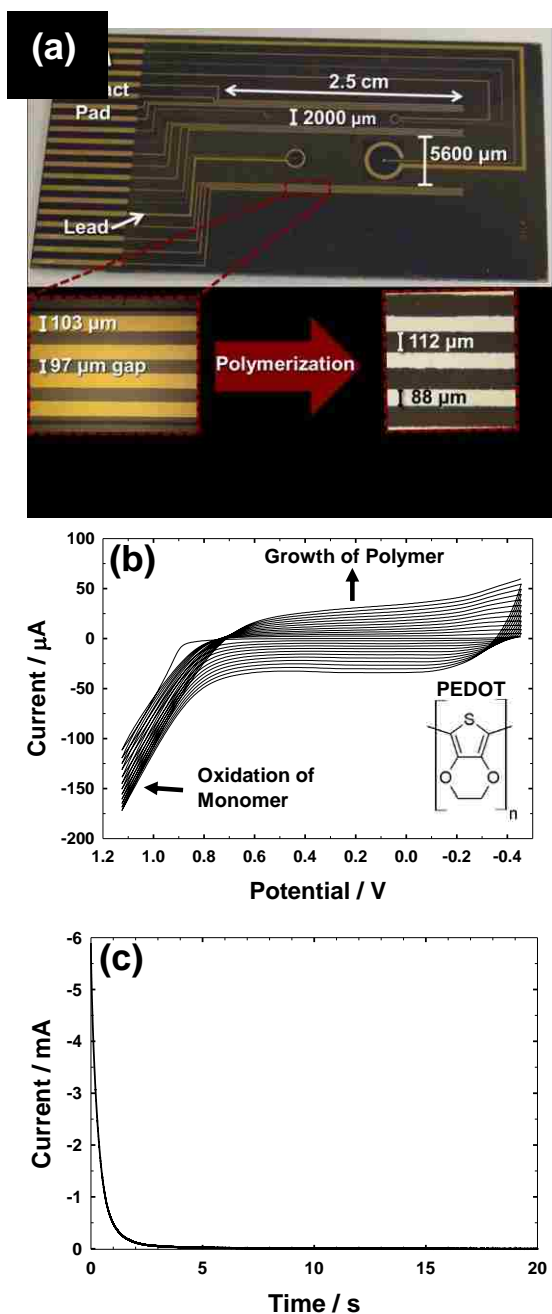 (a)
Pad
2.5 cm
2000 µm
5600 µm
Lead
103 µm
97 µm gap
Polymerization
112 µm
88 µm
(b)
Growth of Polymer
PEDOT
S
O
O
n
Oxidation of
Monomer
Current / µA
100
50
0
-50
-100
-150
-200
1.2
1.0
0.8
0.6
0.4
0.2
0.0
-0.2
-0.4
Potential / V
(c)
Current / mA
-6
-5
-4
-3
-2
-1
0
0
5
10
15
20
Time / s